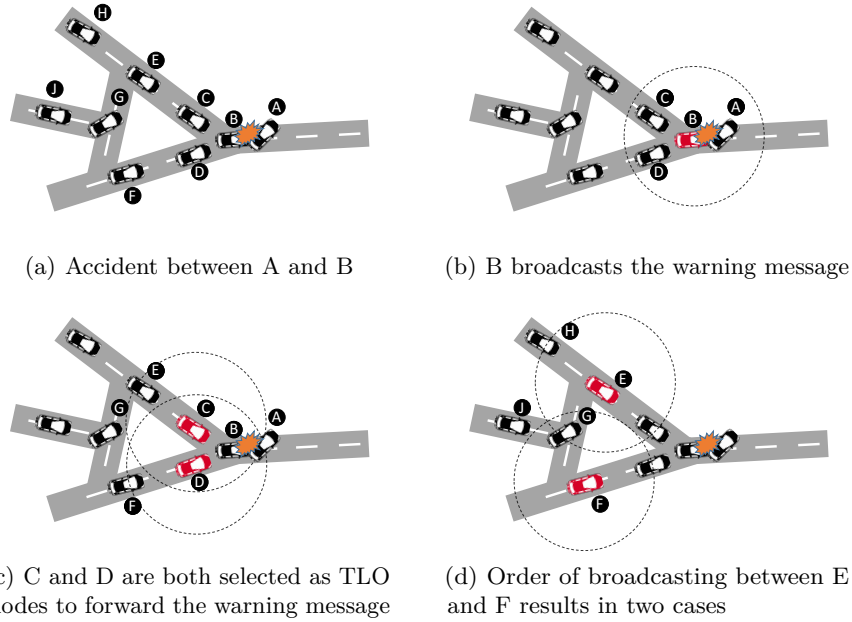 H
E
J
C
G
A
B
D
F
C
A
B
D
(a) Accident between A and B
(b) B broadcasts the warning message
E
C
G
A
B
D
F
H
E
J
G
F
) C and D are both selected as TLO
odes to forward the warning message
(d) Order of broadcasting between E
and F results in two cases